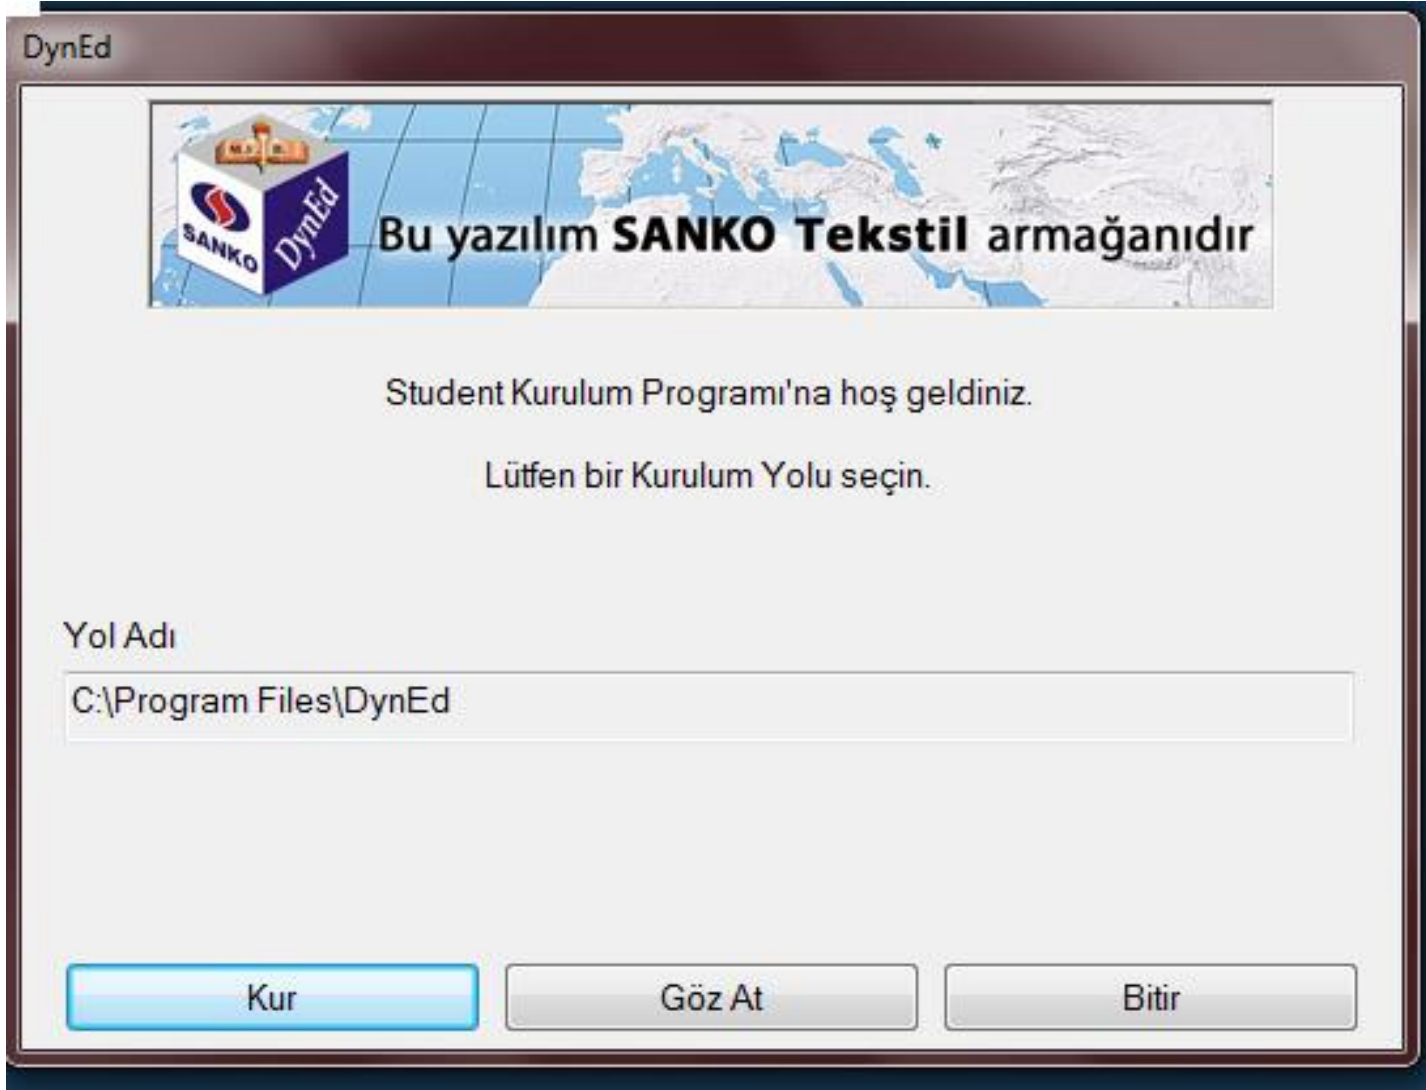 DynEd
M. E. B.
SANKO
DynEd
Bu yazılım SANKO Tekstil armağanıdır
Student Kurulum Programı'na hoş geldiniz.
Lütfen bir Kurulum Yolu seçin.
Yol Adı
C:\Program Files\DynEd
Kur
Göz At
Bitir